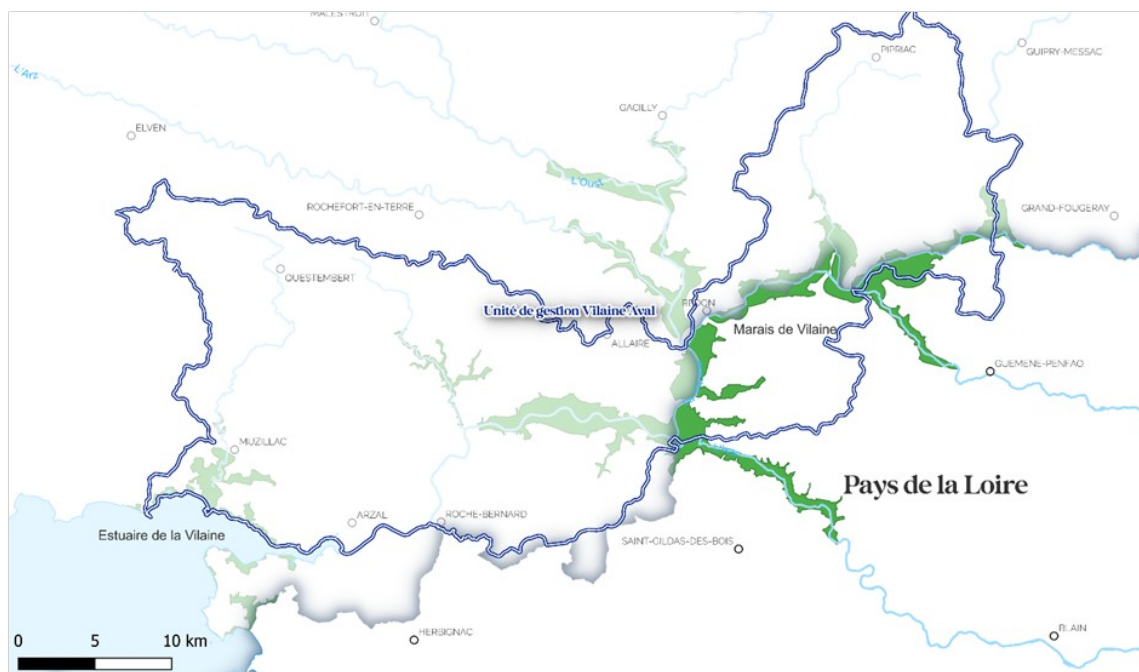 MALESTROIT
PIPRIAC
GUIPRY-MESSAC
L'Arz
GACILLY
ELVEN
L'Oust
ROCHEFORT-EN-TERRE
GRAND-FOUGERAY
QUESTEMBERT
Unité de gestion Vilaine Aval
REDON
Marais de Vilaine
ALLAIRE
GUEMENE-PENFAO
MUZILLAC
Pays de la Loire
Estuaire de la Vilaine
ARZAL
ROCHE-BERNARD
SAINT-GILDAS-DES-BOIS
HERBIGNAC
BLAIN
0 5 10 km